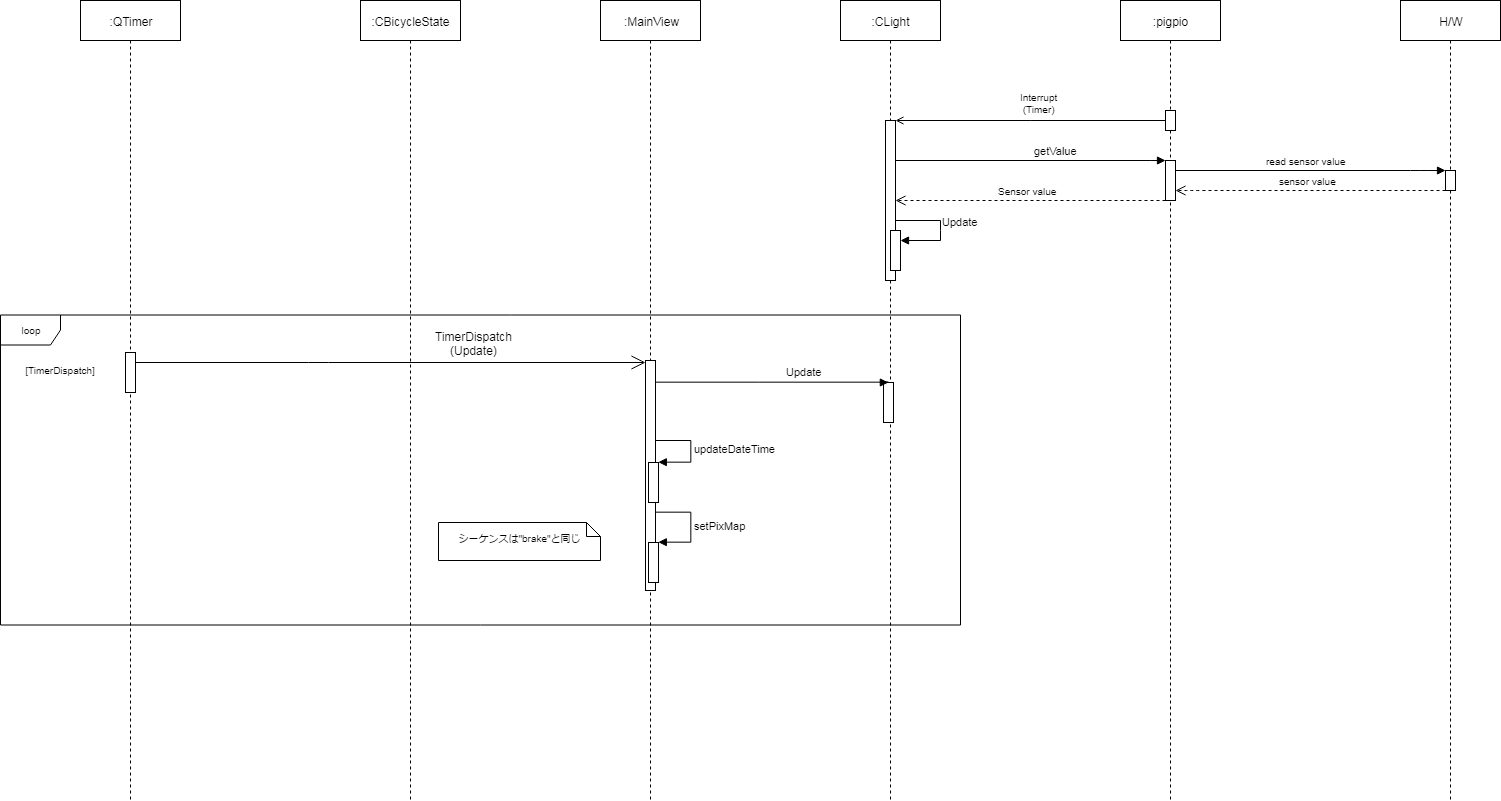 :QTimer
:CBicycleState
:MainView
:CLight
:pigpio
H/W
Interrupt
(Timer)
getValue
read sensor value
sensor value
Sensor value
Update
loop
TimerDispatch
(Update)
[TimerDispatch]
Update
updateDateTime
setPixMap
シーケンスは"brake"と同じ